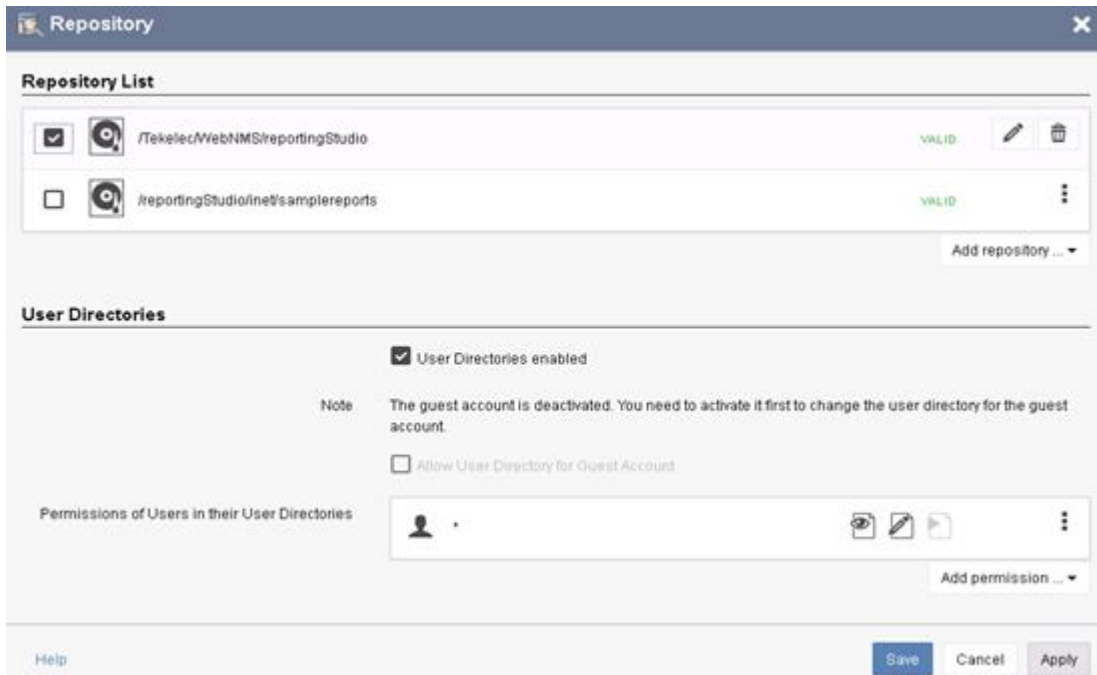 Repository
Repository List
/Tekelec/WebNMS/reportingStudio
VALID
/reportingStudio/inet/samplereports
VALID
Add repository ...
User Directories
User Directories enabled
Note
The guest account is deactivated. You need to activate it first to change the user directory for the guest
account.
Allow User Directory for Guest Account
Permissions of Users in their User Directories
*
Add permission ...
Help
Save
Cancel
Apply